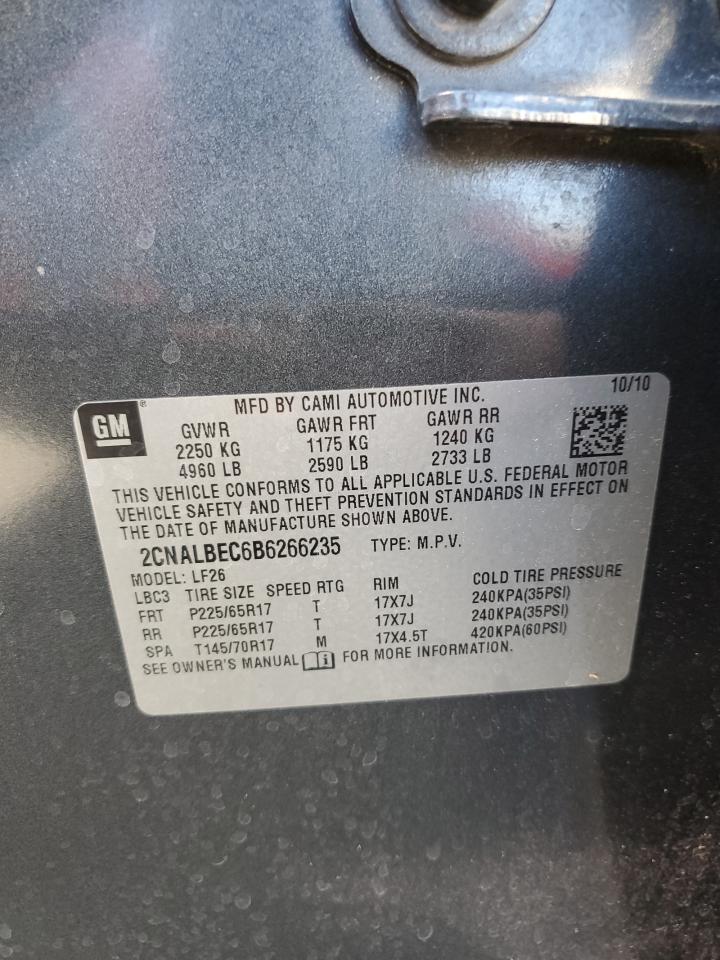 GM®
MFD BY CAMI AUTOMOTIVE INC.
10/10
GVWR GAWR FRT GAWR RR
2250 KG 1175 KG 1240 KG
4960 LB 2590 LB 2733 LB
THIS VEHICLE CONFORMS TO ALL APPLICABLE U.S. FEDERAL MOTOR
VEHICLE SAFETY AND THEFT PREVENTION STANDARDS IN EFFECT ON
THE DATE OF MANUFACTURE SHOWN ABOVE.
2CNALBEC6B6266235 TYPE: M.P.V.
MODEL: LF26
LBC3 TIRE SIZE SPEED RTG RIM COLD TIRE PRESSURE
FRT P225/65R17 T 17X7J 240KPA(35PSI)
RR P225/65R17 T 17X7J 240KPA(35PSI)
SPA T145/70R17 M 17X4.5T 420KPA(60PSI)
SEE OWNER'S MANUAL i FOR MORE INFORMATION.